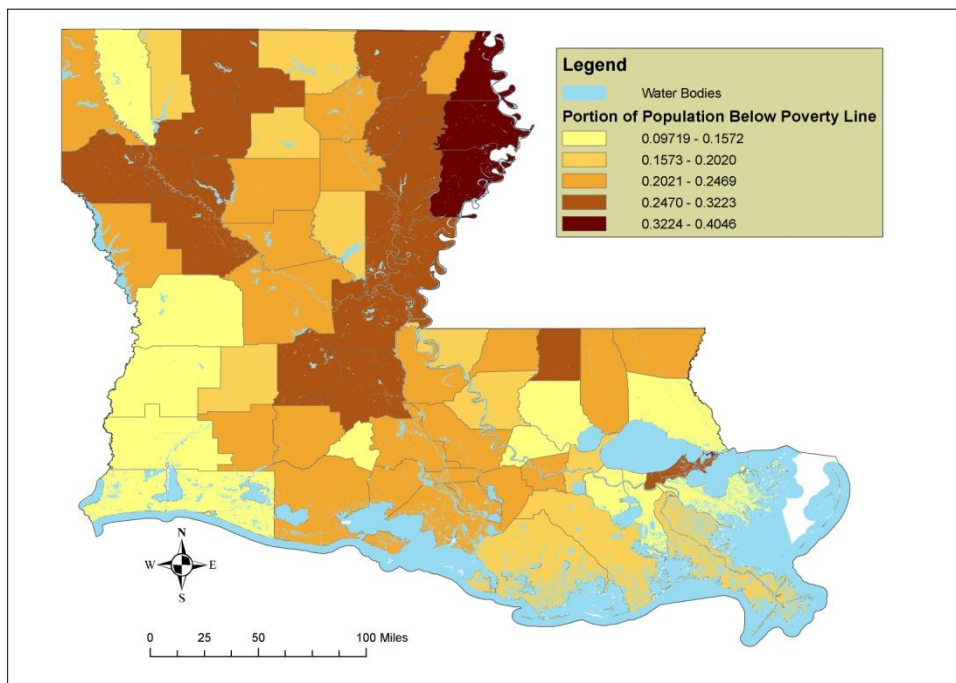 Legend
Water Bodies
Portion of Population Below Poverty Line
0.09719 - 0.1572
0.1573 - 0.2020
0.2021 - 0.2469
0.2470 - 0.3223
0.3224 - 0.4046
N
W E
S
0 25 50 100 Miles